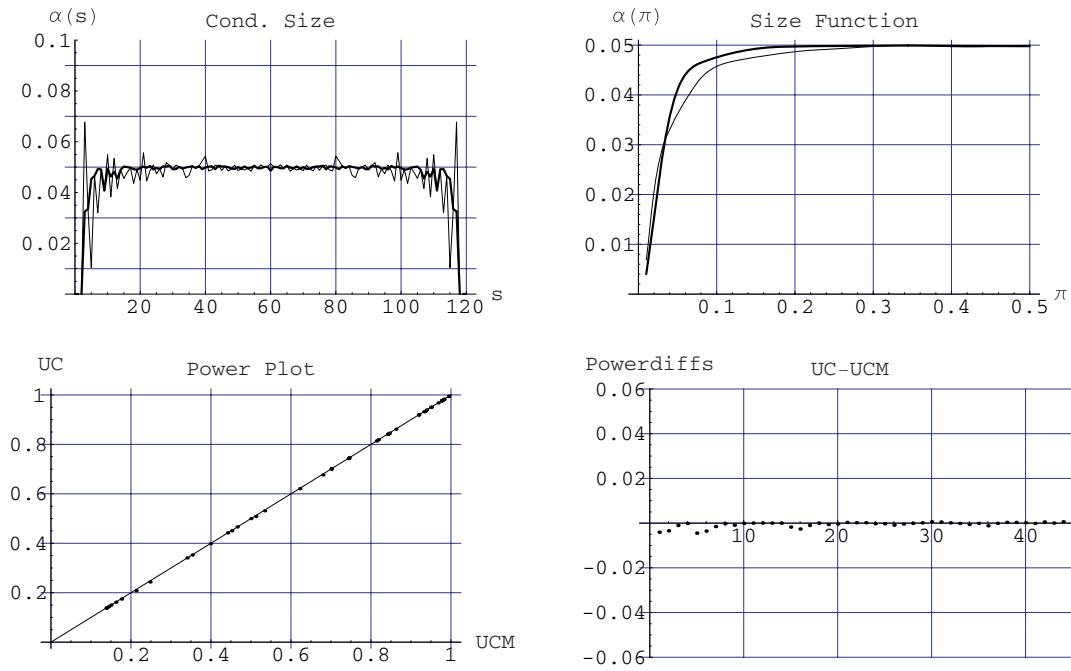 α(s)
Cond. Size
0.1
0.08
0.06
0.04
0.02
20 40 60 80 100 120 s
α(π)
Size Function
0.05
0.04
0.03
0.02
0.01
0.1 0.2 0.3 0.4 0.5 π
UC
Power Plot
1
0.8
0.6
0.4
0.2
0.2 0.4 0.6 0.8 1 UCM
Powerdiffs
UC-UCM
0.06
0.04
0.02
10 20 30 40
-0.02
-0.04
-0.06